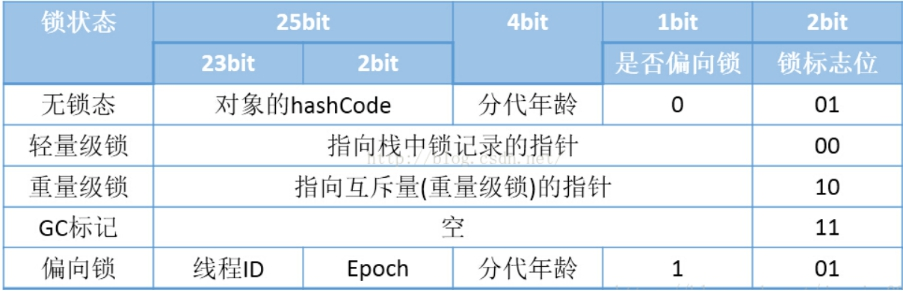 锁状态 25bit 4bit 1bit 2bit
23bit 2bit 是否偏向锁 锁标志位
无锁态 对象的hashCode 分代年龄 0 01
轻量级锁 指向栈中锁记录的指针 00
http://blog.csdn.net/
重量级锁 指向互斥量(重量级锁)的指针 10
GC标记 空 11
偏向锁 线程ID Epoch 分代年龄 1 01